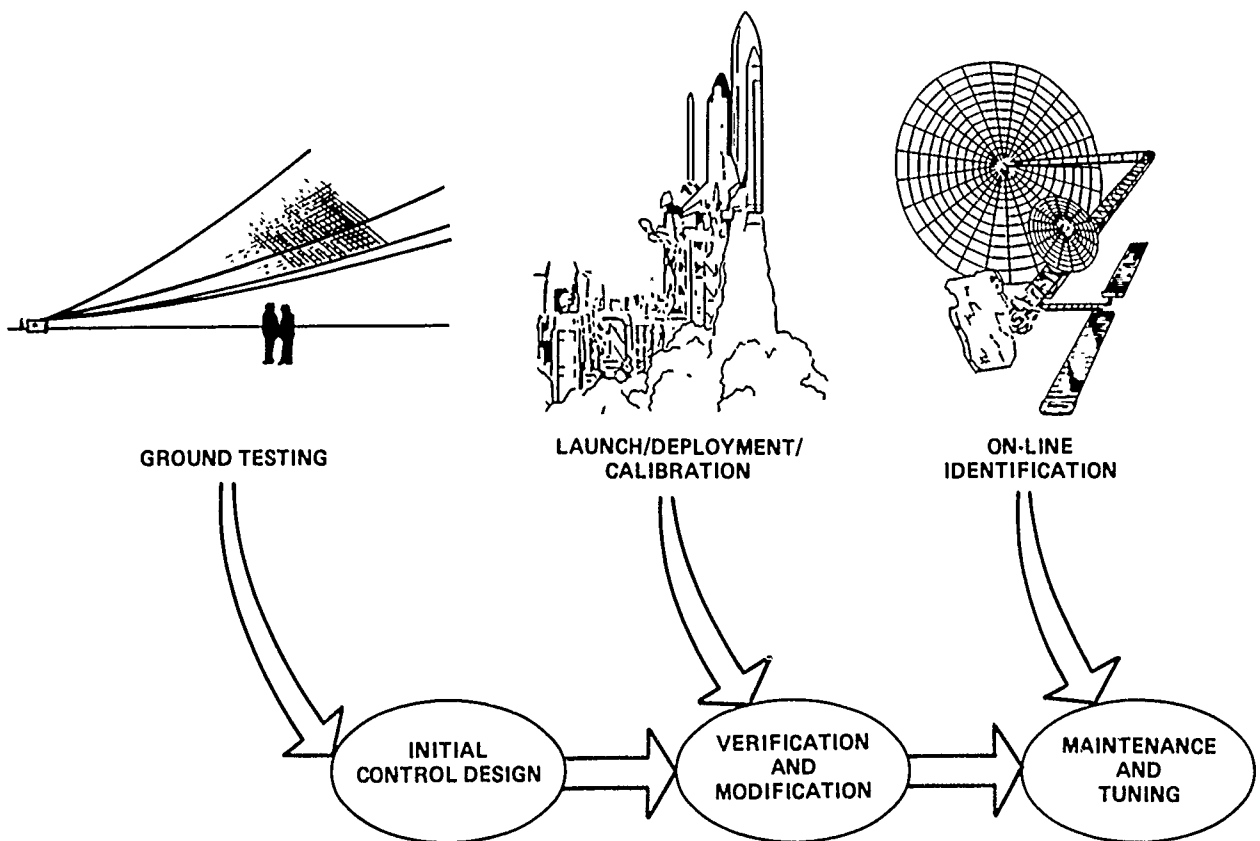 GROUND TESTING
LAUNCH/DEPLOYMENT/
CALIBRATION
ON-LINE
IDENTIFICATION
INITIAL
CONTROL DESIGN
VERIFICATION
AND
MODIFICATION
MAINTENANCE
AND
TUNING